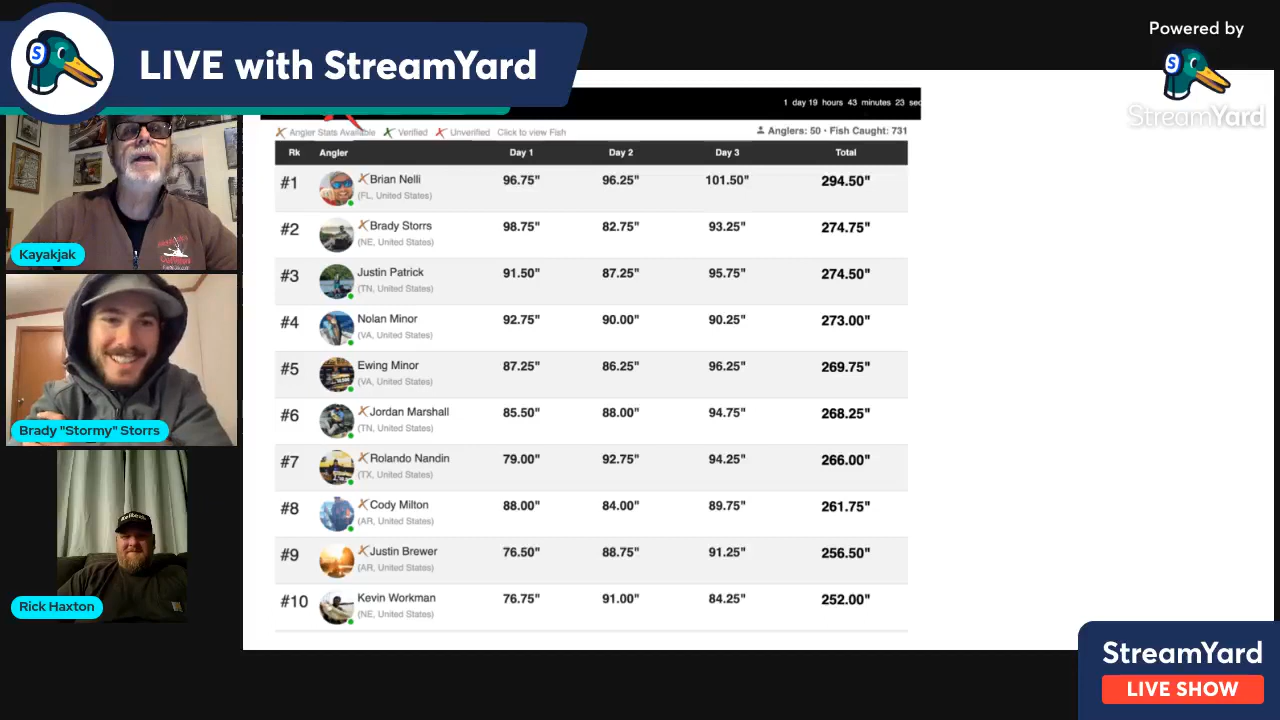 LIVE with StreamYard
Powered by
StreamYard
1 day 19 hours 43 minutes 23
Angler Stats Available Verified Unverified Click to view Fish
Anglers: 50 • Fish Caught: 731
Rk Angler Day 1 Day 2 Day 3 Total
#1 Brian Nelli 96.75" 96.25" 101.50" 294.50"
(FL, United States)
#2 Brady Storrs 98.75" 82.75" 93.25" 274.75"
(NE, United States)
#3 Justin Patrick 91.50" 87.25" 95.75" 274.50"
(TN, United States)
#4 Nolan Minor 92.75" 90.00" 90.25" 273.00"
(VA, United States)
#5 Ewing Minor 87.25" 86.25" 96.25" 269.75"
(VA, United States)
#6 Jordan Marshall 85.50" 88.00" 94.75" 268.25"
(TN, United States)
#7 Rolando Nandin 79.00" 92.75" 94.25" 266.00"
(TX, United States)
#8 Cody Milton 88.00" 84.00" 89.75" 261.75"
(AR, United States)
#9 Justin Brewer 76.50" 88.75" 91.25" 256.50"
(AR, United States)
#10 Kevin Workman 76.75" 91.00" 84.25" 252.00"
(NE, United States)
Kayakjak
Brady "Stormy" Storrs
Rick Haxton
StreamYard
LIVE SHOW